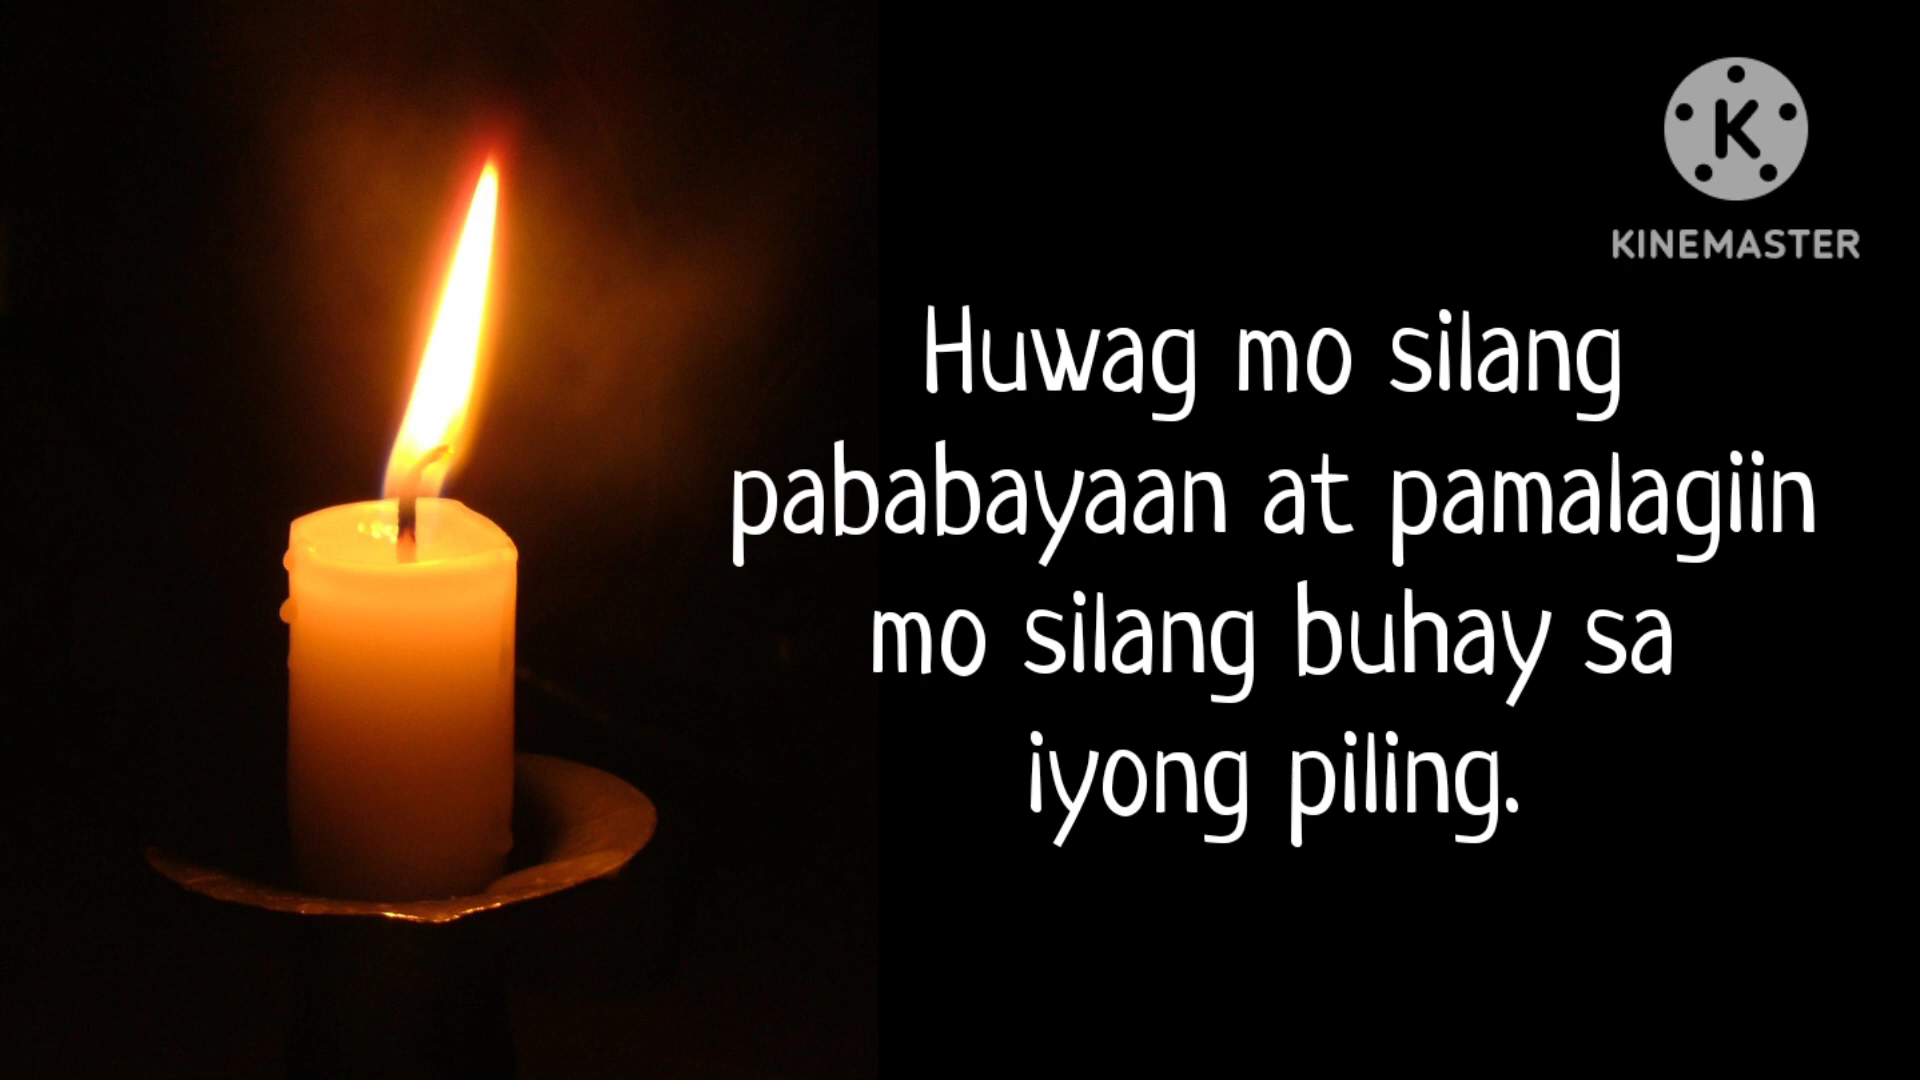 K
KINEMASTER
Huwag mo silang
pababayaan at pamalagiin
mo silang buhay sa
iyong piling.